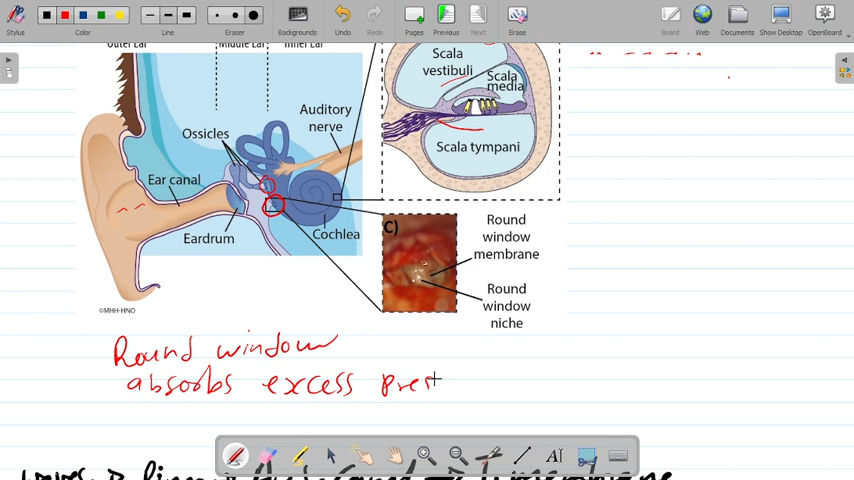 Stylus
Color
Line
Eraser
Backgrounds
Undo
Redo
Pages
Previous
Next
Erase
Board
Web
Documents
Show Desktop
OpenBoard
Outer Ear
Middle Ear
Inner Ear
Auditory
nerve
Ossicles
Ear canal
Eardrum
Cochlea
©MHH-HNO
Scala
vestibuli
Scala
media
Scala tympani
C)
Round
window
membrane
Round
window
niche
Round window
absorbs excess pres
membrane